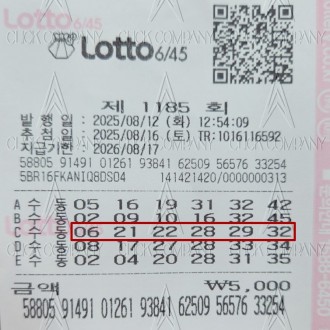 Lotto 6/45
제 1185 회
발 행 일 : 2025/08/12 (화) 12:54:09
추 첨 일 : 2025/08/16 (토) TR:1016116592
지급기한 : 2026/08/17
58805 91491 01261 93841 62509 56576 33254
5BR16FKANIQ8DS04 141421420/0000000313
A 수 동 05 16 19 31 32 42
B 수 동 02 09 10 16 32 45
C 수 동 06 21 22 28 29 32
D 수 동 08 17 27 28 33 34
E 수 동 02 04 20 28 31 35
금액 ₩5,000
58805 91491 01261 93841 62509 56576 33254